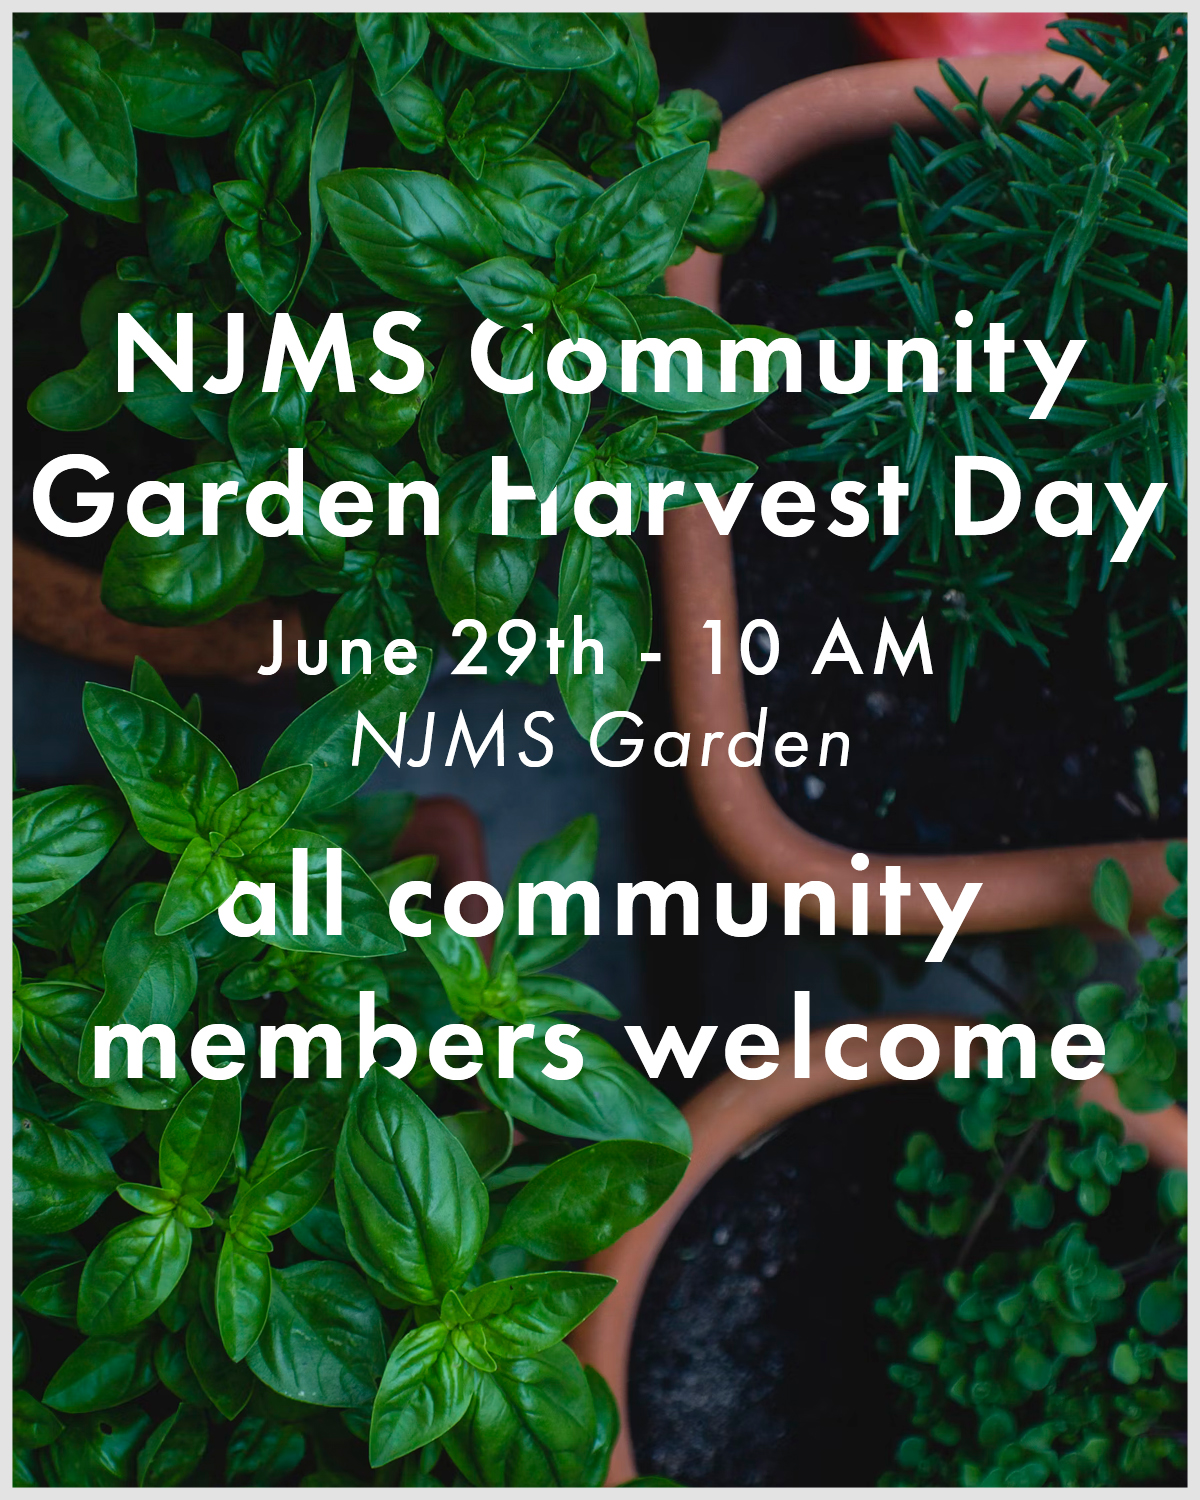 NJMS Community
Garden Harvest Day
June 29th - 10 AM
NJMS Garden
all community
members welcome